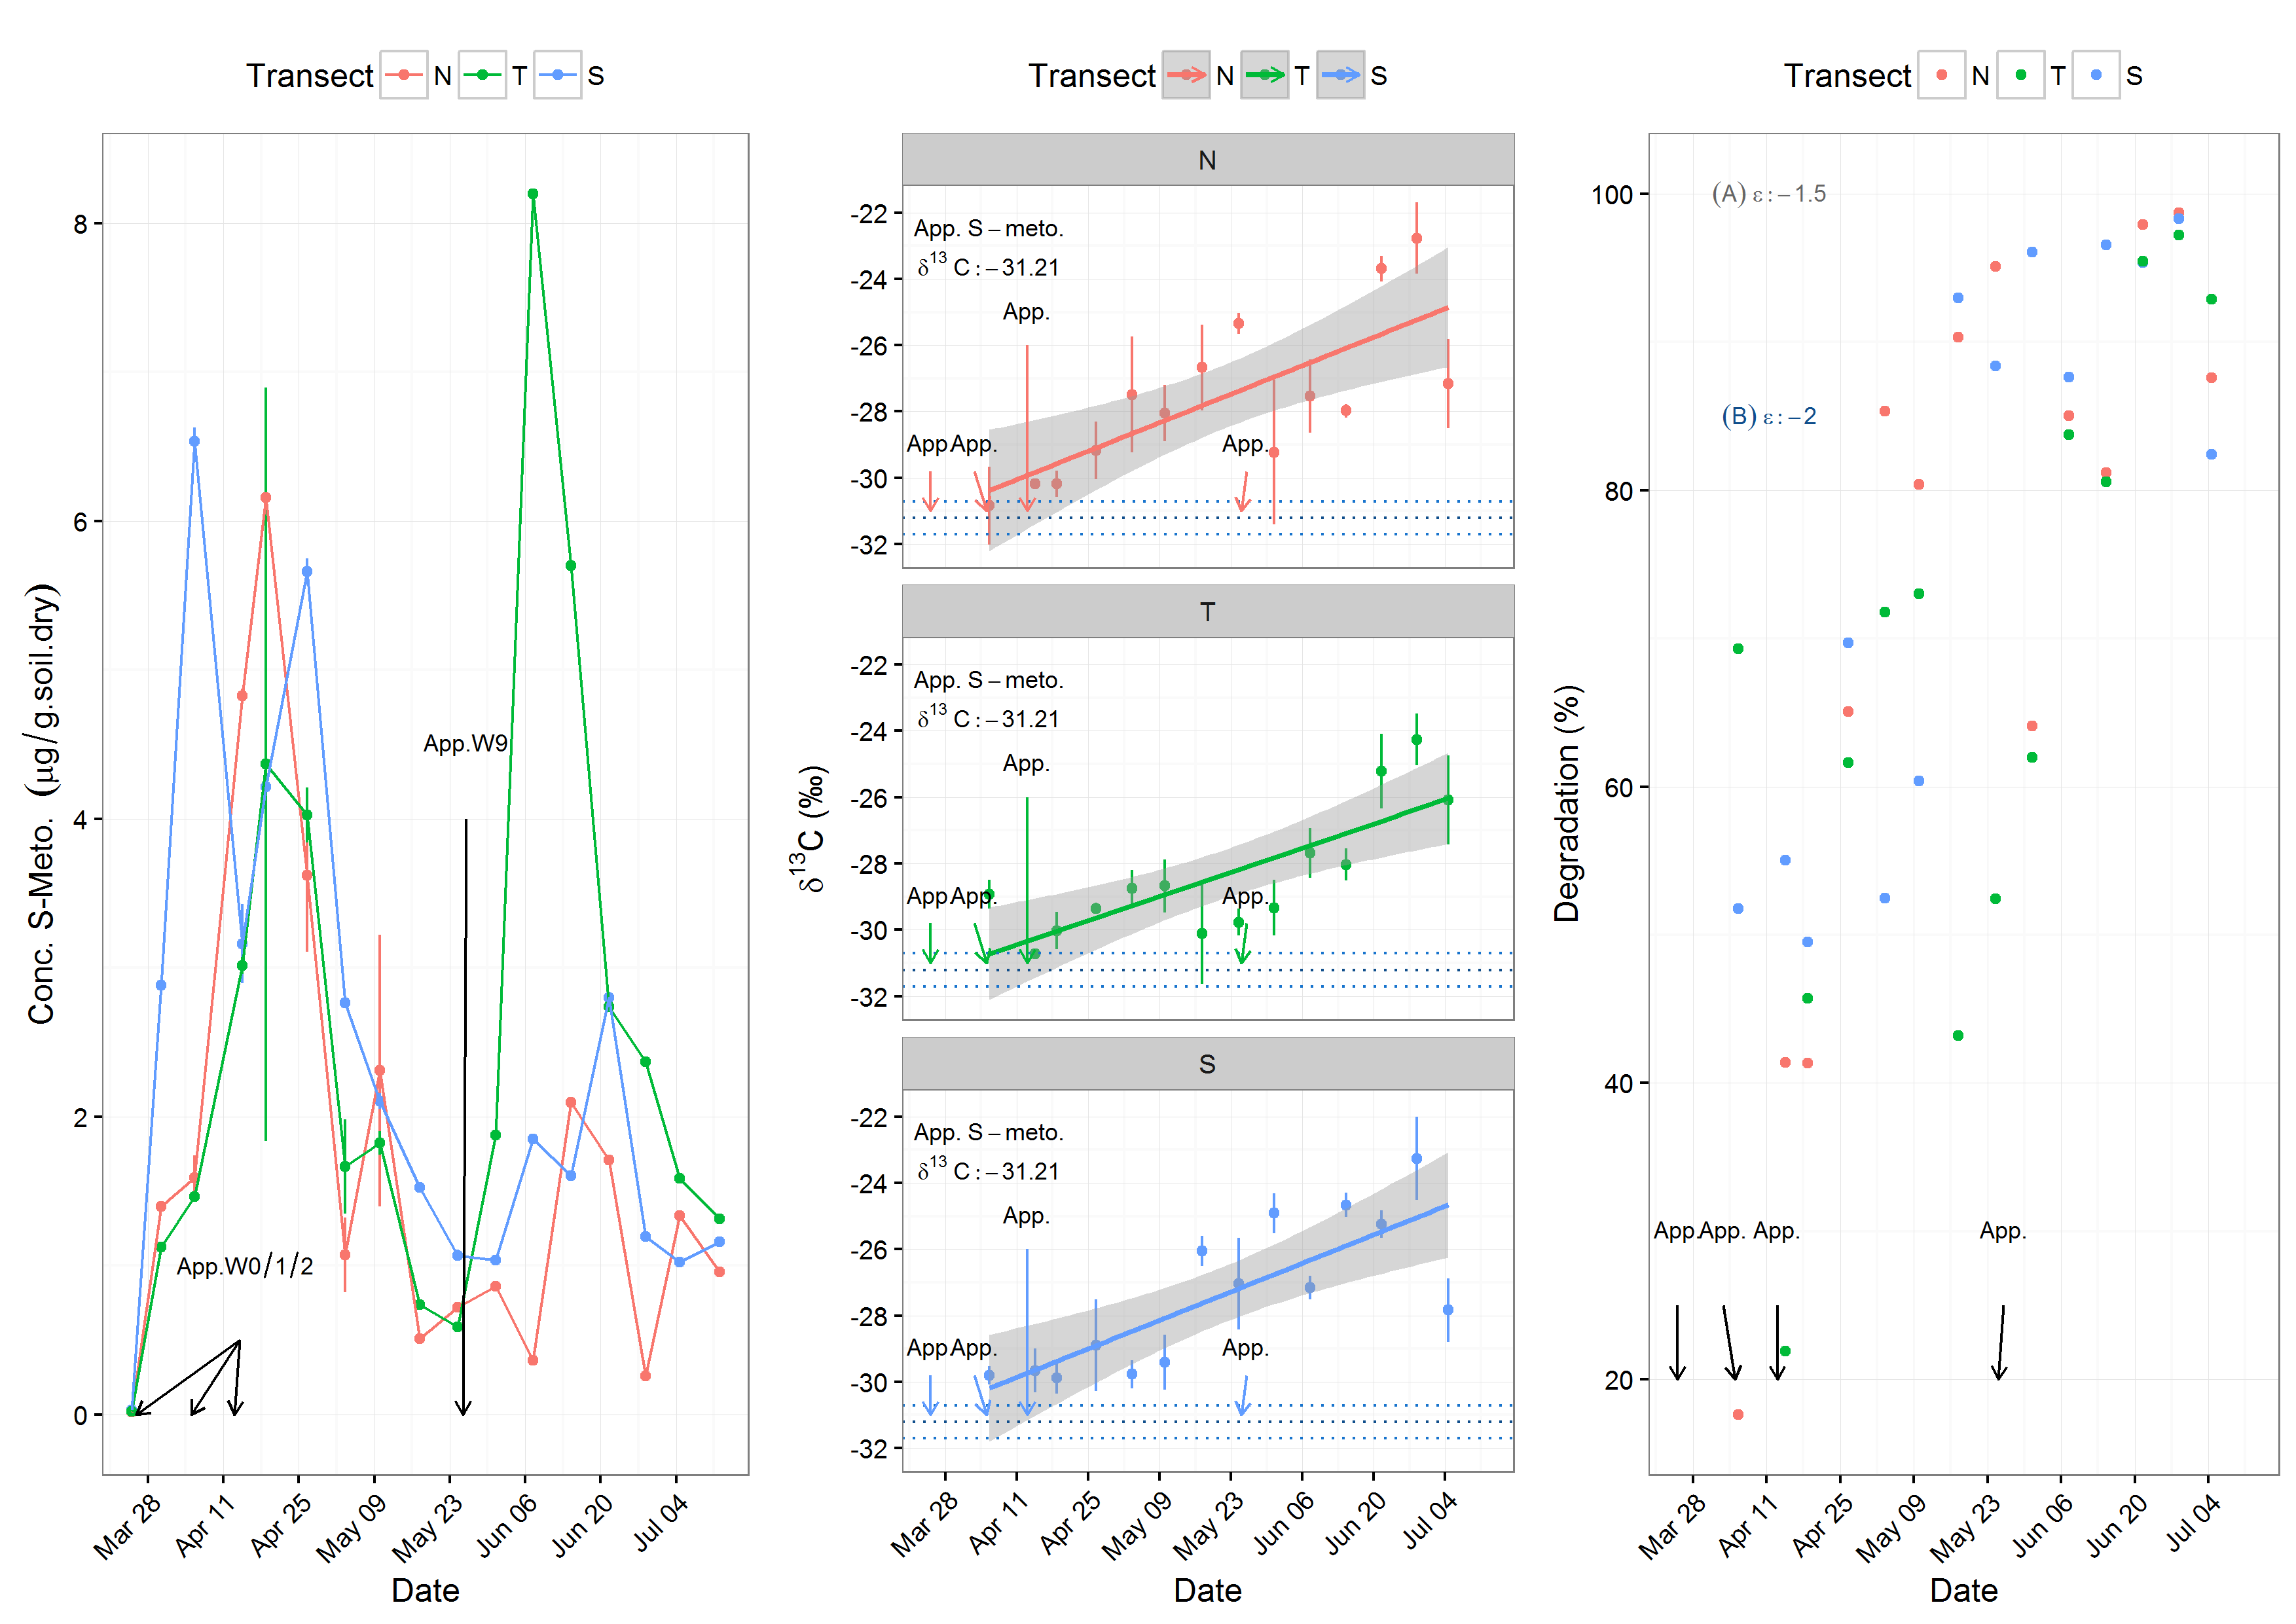 Transect N T S
Conc. S-Meto. (μg/g.soil.dry)
8
6
4
2
0
App.W9
App.W0/1/2
Mar 28
Apr 11
Apr 25
May 09
May 23
Jun 06
Jun 20
Jul 04
Date
Transect N T S
δ13C (‰)
N
-22
-24
-26
-28
-30
-32
App. S – meto.
δ13 C : – 31.21
App.
App. App.
App.
T
-22
-24
-26
-28
-30
-32
App. S – meto.
δ13 C : – 31.21
App.
App. App.
App.
S
-22
-24
-26
-28
-30
-32
App. S – meto.
δ13 C : – 31.21
App.
App. App.
App.
Mar 28
Apr 11
Apr 25
May 09
May 23
Jun 06
Jun 20
Jul 04
Date
Transect N T S
Degradation (%)
100
80
60
40
20
(A) ε : – 1.5
(B) ε : – 2
App. App. App. App.
Mar 28
Apr 11
Apr 25
May 09
May 23
Jun 06
Jun 20
Jul 04
Date